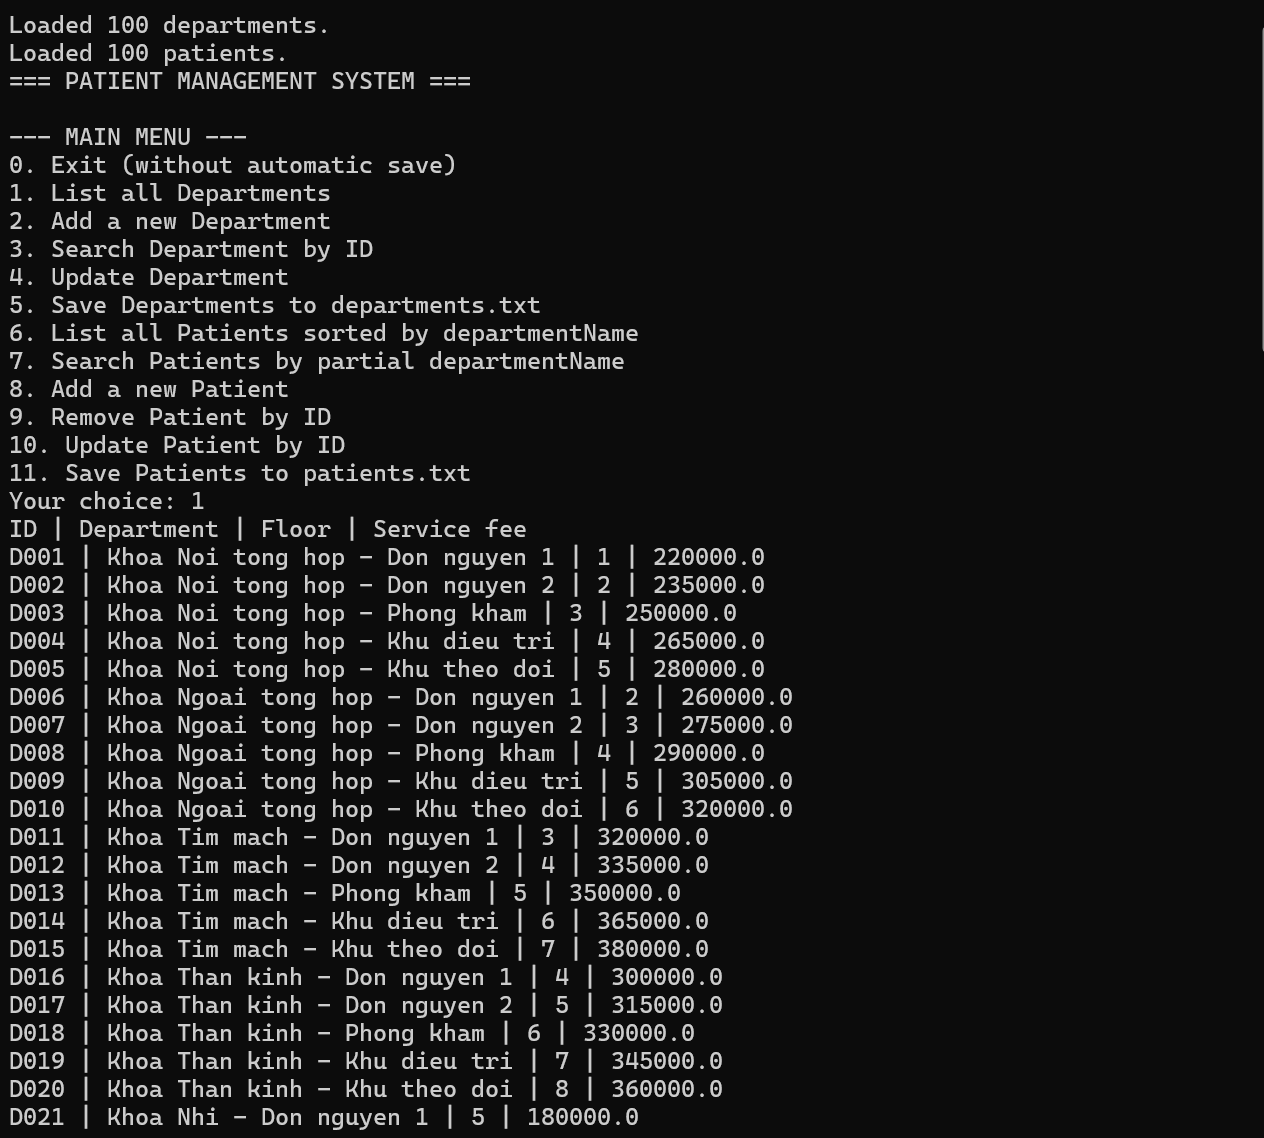 Loaded 100 departments.
Loaded 100 patients.
=== PATIENT MANAGEMENT SYSTEM ===
--- MAIN MENU ---
0. Exit (without automatic save)
1. List all Departments
2. Add a new Department
3. Search Department by ID
4. Update Department
5. Save Departments to departments.txt
6. List all Patients sorted by departmentName
7. Search Patients by partial departmentName
8. Add a new Patient
9. Remove Patient by ID
10. Update Patient by ID
11. Save Patients to patients.txt
Your choice: 1
ID | Department | Floor | Service fee
D001 | Khoa Noi tong hop - Don nguyen 1 | 1 | 220000.0
D002 | Khoa Noi tong hop - Don nguyen 2 | 2 | 235000.0
D003 | Khoa Noi tong hop - Phong kham | 3 | 250000.0
D004 | Khoa Noi tong hop - Khu dieu tri | 4 | 265000.0
D005 | Khoa Noi tong hop - Khu theo doi | 5 | 280000.0
D006 | Khoa Ngoai tong hop - Don nguyen 1 | 2 | 260000.0
D007 | Khoa Ngoai tong hop - Don nguyen 2 | 3 | 275000.0
D008 | Khoa Ngoai tong hop - Phong kham | 4 | 290000.0
D009 | Khoa Ngoai tong hop - Khu dieu tri | 5 | 305000.0
D010 | Khoa Ngoai tong hop - Khu theo doi | 6 | 320000.0
D011 | Khoa Tim mach - Don nguyen 1 | 3 | 320000.0
D012 | Khoa Tim mach - Don nguyen 2 | 4 | 335000.0
D013 | Khoa Tim mach - Phong kham | 5 | 350000.0
D014 | Khoa Tim mach - Khu dieu tri | 6 | 365000.0
D015 | Khoa Tim mach - Khu theo doi | 7 | 380000.0
D016 | Khoa Than kinh - Don nguyen 1 | 4 | 300000.0
D017 | Khoa Than kinh - Don nguyen 2 | 5 | 315000.0
D018 | Khoa Than kinh - Phong kham | 6 | 330000.0
D019 | Khoa Than kinh - Khu dieu tri | 7 | 345000.0
D020 | Khoa Than kinh - Khu theo doi | 8 | 360000.0
D021 | Khoa Nhi - Don nguyen 1 | 5 | 180000.0